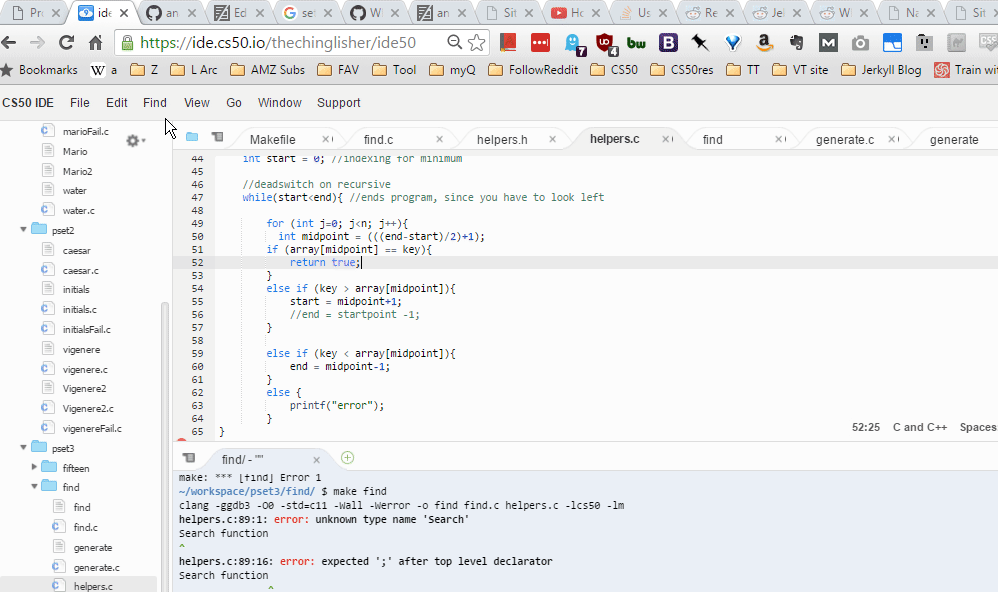 Pro
ide
an
Ed
set
W
an
Sit
Ho
Us
Re
Jel
W
Na
Sit
https://ide.cs50.io/thechinglisher/ide50
7
4
bw
B
M
CSS
Bookmarks
W a
Z
L Arc
AMZ Subs
FAV
Tool
myQ
FollowReddit
CS50
CS50res
TT
VT site
Jekyll Blog
Train wit
CS50 IDE File Edit Find View Go Window Support
marioFail.c
Mario
Mario2
water
water.c
pset2
caesar
caesar.c
initials
initials.c
initialsFail.c
vigenere
vigenere.c
Vigenere2
Vigenere2.c
vigenereFail.c
pset3
fifteen
find
find
find.c
generate
generate.c
helpers.c
Makefile
find.c
helpers.h
helpers.c
find
generate.c
generate
44 int start = 0; //indexing for minimum
45
46 //deadswitch on recursive
47 while(start<end){ //ends program, since you have to look left
48
49 for (int j=0; j<n; j++){
50 int midpoint = (((end-start)/2)+1);
51 if (array[midpoint] == key){
52 return true;
53 }
54 else if (key > array[midpoint]){
55 start = midpoint+1;
56 //end = startpoint -1;
57 }
58
59 else if (key < array[midpoint]){
60 end = midpoint-1;
61 }
62 else {
63 printf("error");
64 }
65 }
52:25 C and C++ Spaces
find/ - ""
make: *** [find] Error 1
~/workspace/pset3/find/ $ make find
clang -ggdb3 -O0 -std=c11 -Wall -Werror -o find find.c helpers.c -lcs50 -lm
helpers.c:89:1: error: unknown type name 'Search'
Search function
^
helpers.c:89:16: error: expected ';' after top level declarator
Search function
^